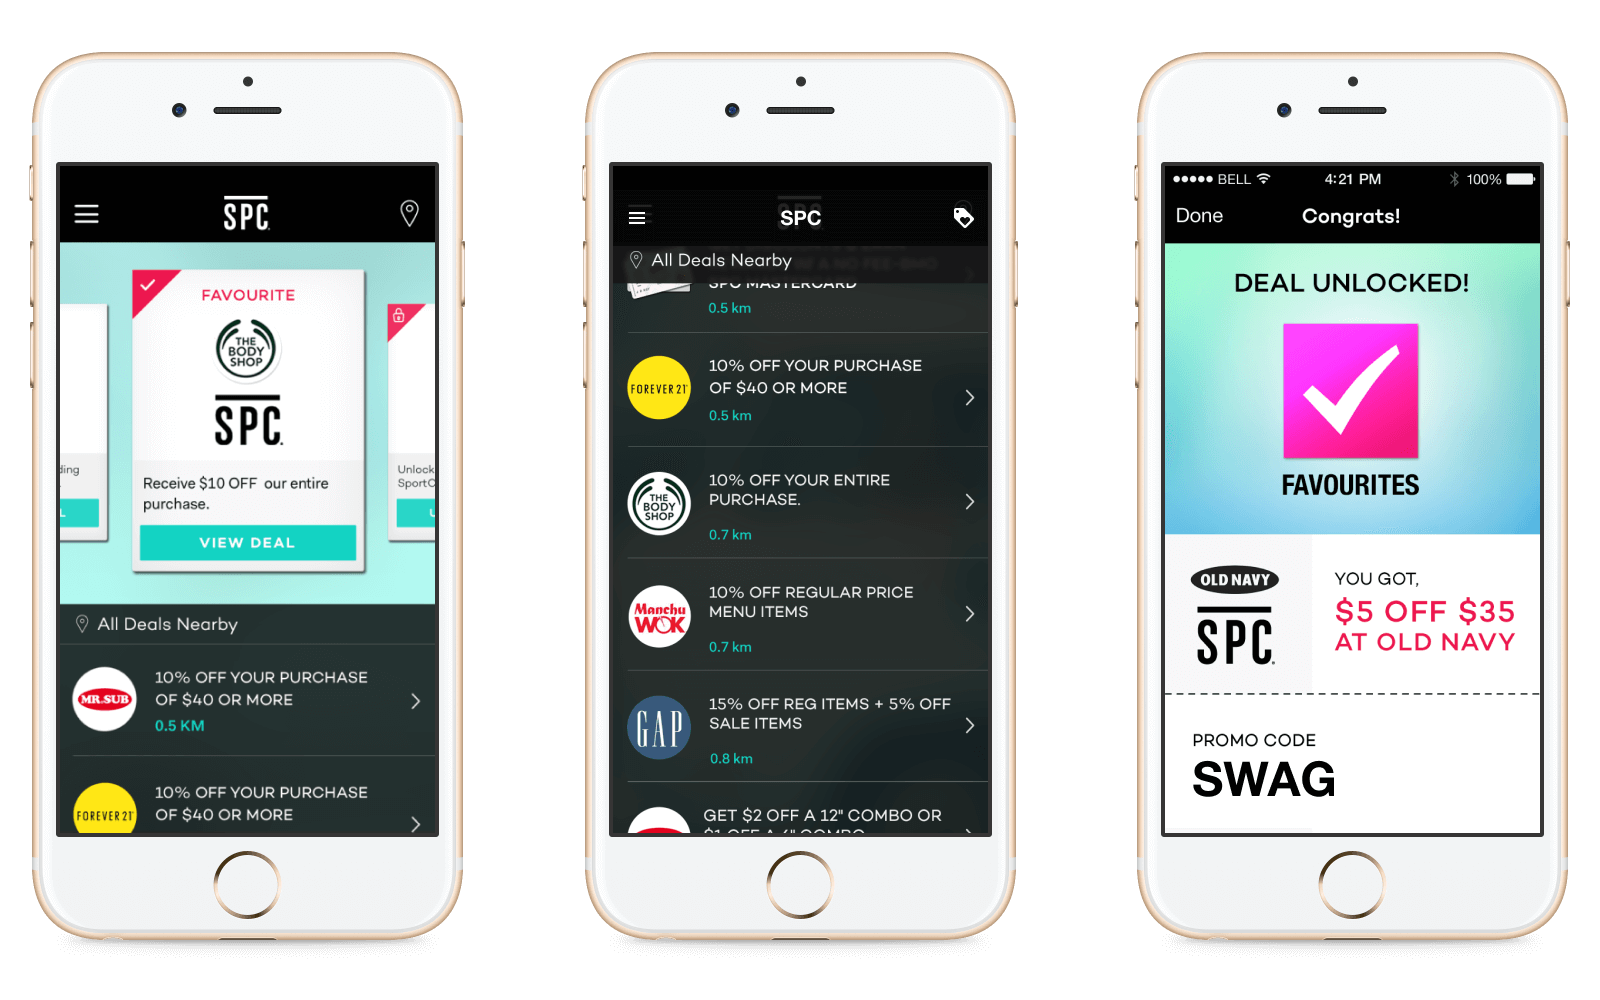 SPC
FAVOURITE
THE
BODY
SHOP
SPC
Receive $10 OFF our entire
purchase.
VIEW DEAL
ding
L
Unlock
SportC
U
All Deals Nearby
MR.SUB
10% OFF YOUR PURCHASE
OF $40 OR MORE
0.5 KM
FOREVER 21
10% OFF YOUR PURCHASE
OF $40 OR MORE
SPC
All Deals Nearby
SPC MASTERCARD
0.5 km
FOREVER 21
10% OFF YOUR PURCHASE
OF $40 OR MORE
0.5 km
THE
BODY
SHOP
10% OFF YOUR ENTIRE
PURCHASE.
0.7 km
Manchu
WOK
10% OFF REGULAR PRICE
MENU ITEMS
0.7 km
GAP
15% OFF REG ITEMS + 5% OFF
SALE ITEMS
0.8 km
GET $2 OFF A 12" COMBO OR
$1 OFF A 6" COMBO
BELL
4:21 PM
100%
Done
Congrats!
DEAL UNLOCKED!
FAVOURITES
OLD NAVY
SPC
YOU GOT,
$5 OFF $35
AT OLD NAVY
PROMO CODE
SWAG